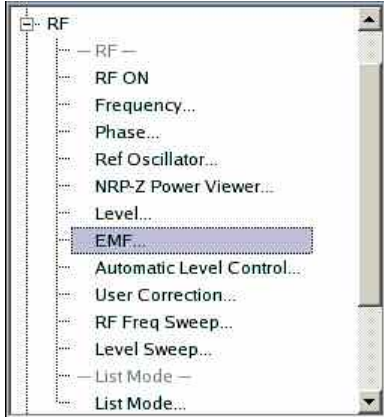 RF
— RF —
RF ON
Frequency...
Phase...
Ref Oscillator...
NRP-Z Power Viewer...
Level...
EMF...
Automatic Level Control...
User Correction...
RF Freq Sweep...
Level Sweep...
— List Mode —
List Mode...